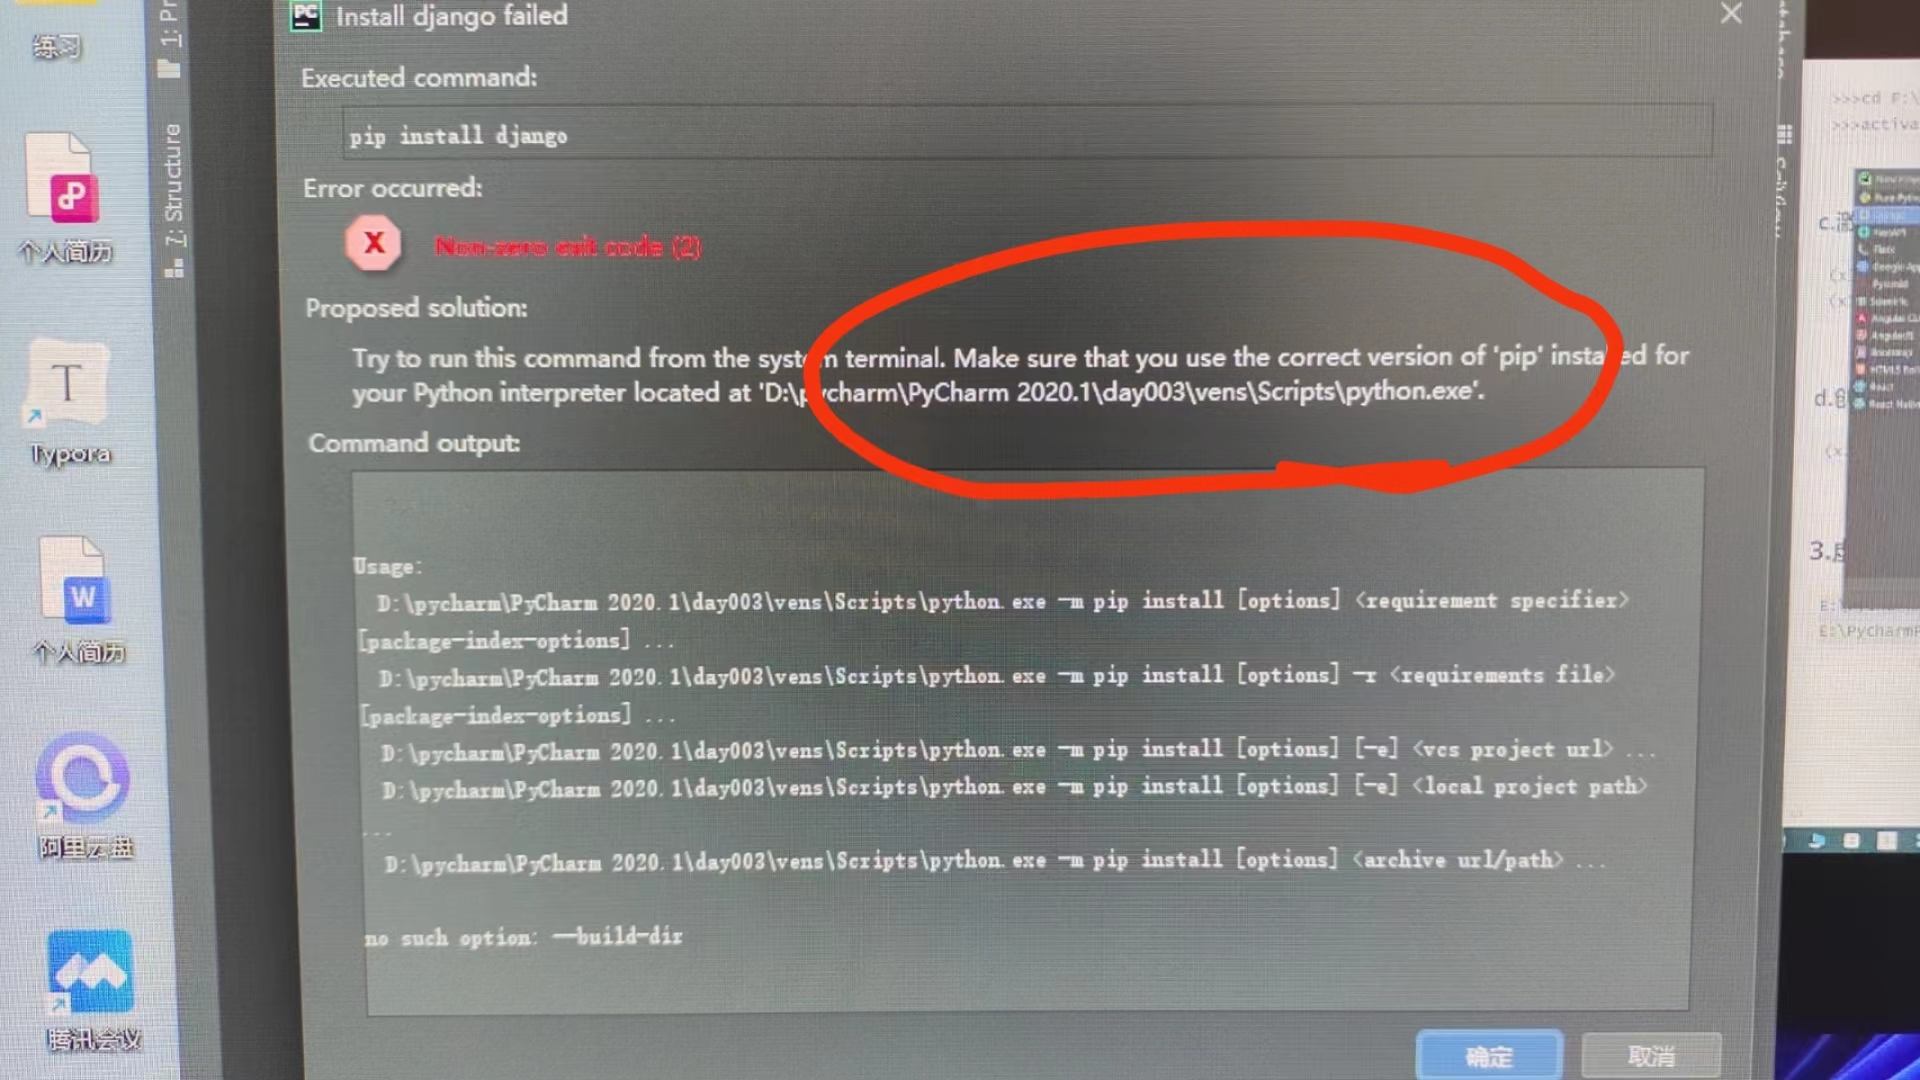 练习
个人简历
Typora
个人简历
阿里云盘
腾讯会议
1: Pr
7: Structure
PC Install django failed
Executed command:
pip install django
Error occurred:
Non-zero exit code (2)
Proposed solution:
Try to run this command from the system terminal. Make sure that you use the correct version of 'pip' installed for
your Python interpreter located at 'D:\pycharm\PyCharm 2020.1\day003\vens\Scripts\python.exe'.
Command output:
Usage:
D:\pycharm\PyCharm 2020.1\day003\vens\Scripts\python.exe -m pip install [options] <requirement specifier>
[package-index-options] ...
D:\pycharm\PyCharm 2020.1\day003\vens\Scripts\python.exe -m pip install [options] -r <requirements file>
[package-index-options] ...
D:\pycharm\PyCharm 2020.1\day003\vens\Scripts\python.exe -m pip install [options] [-e] <vcs project url> ...
D:\pycharm\PyCharm 2020.1\day003\vens\Scripts\python.exe -m pip install [options] [-e] <local project path>
...
D:\pycharm\PyCharm 2020.1\day003\vens\Scripts\python.exe -m pip install [options] <archive url/path> ...
no such option: --build-dir
确定
取消
>>>cd F:\
>>>activa
E:\PycharmP